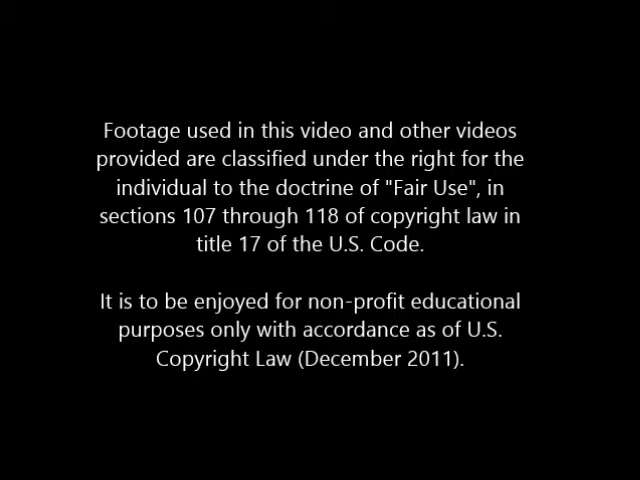 Footage used in this video and other videos
provided are classified under the right for the
individual to the doctrine of "Fair Use", in
sections 107 through 118 of copyright law in
title 17 of the U.S. Code.
It is to be enjoyed for non-profit educational
purposes only with accordance as of U.S.
Copyright Law (December 2011).